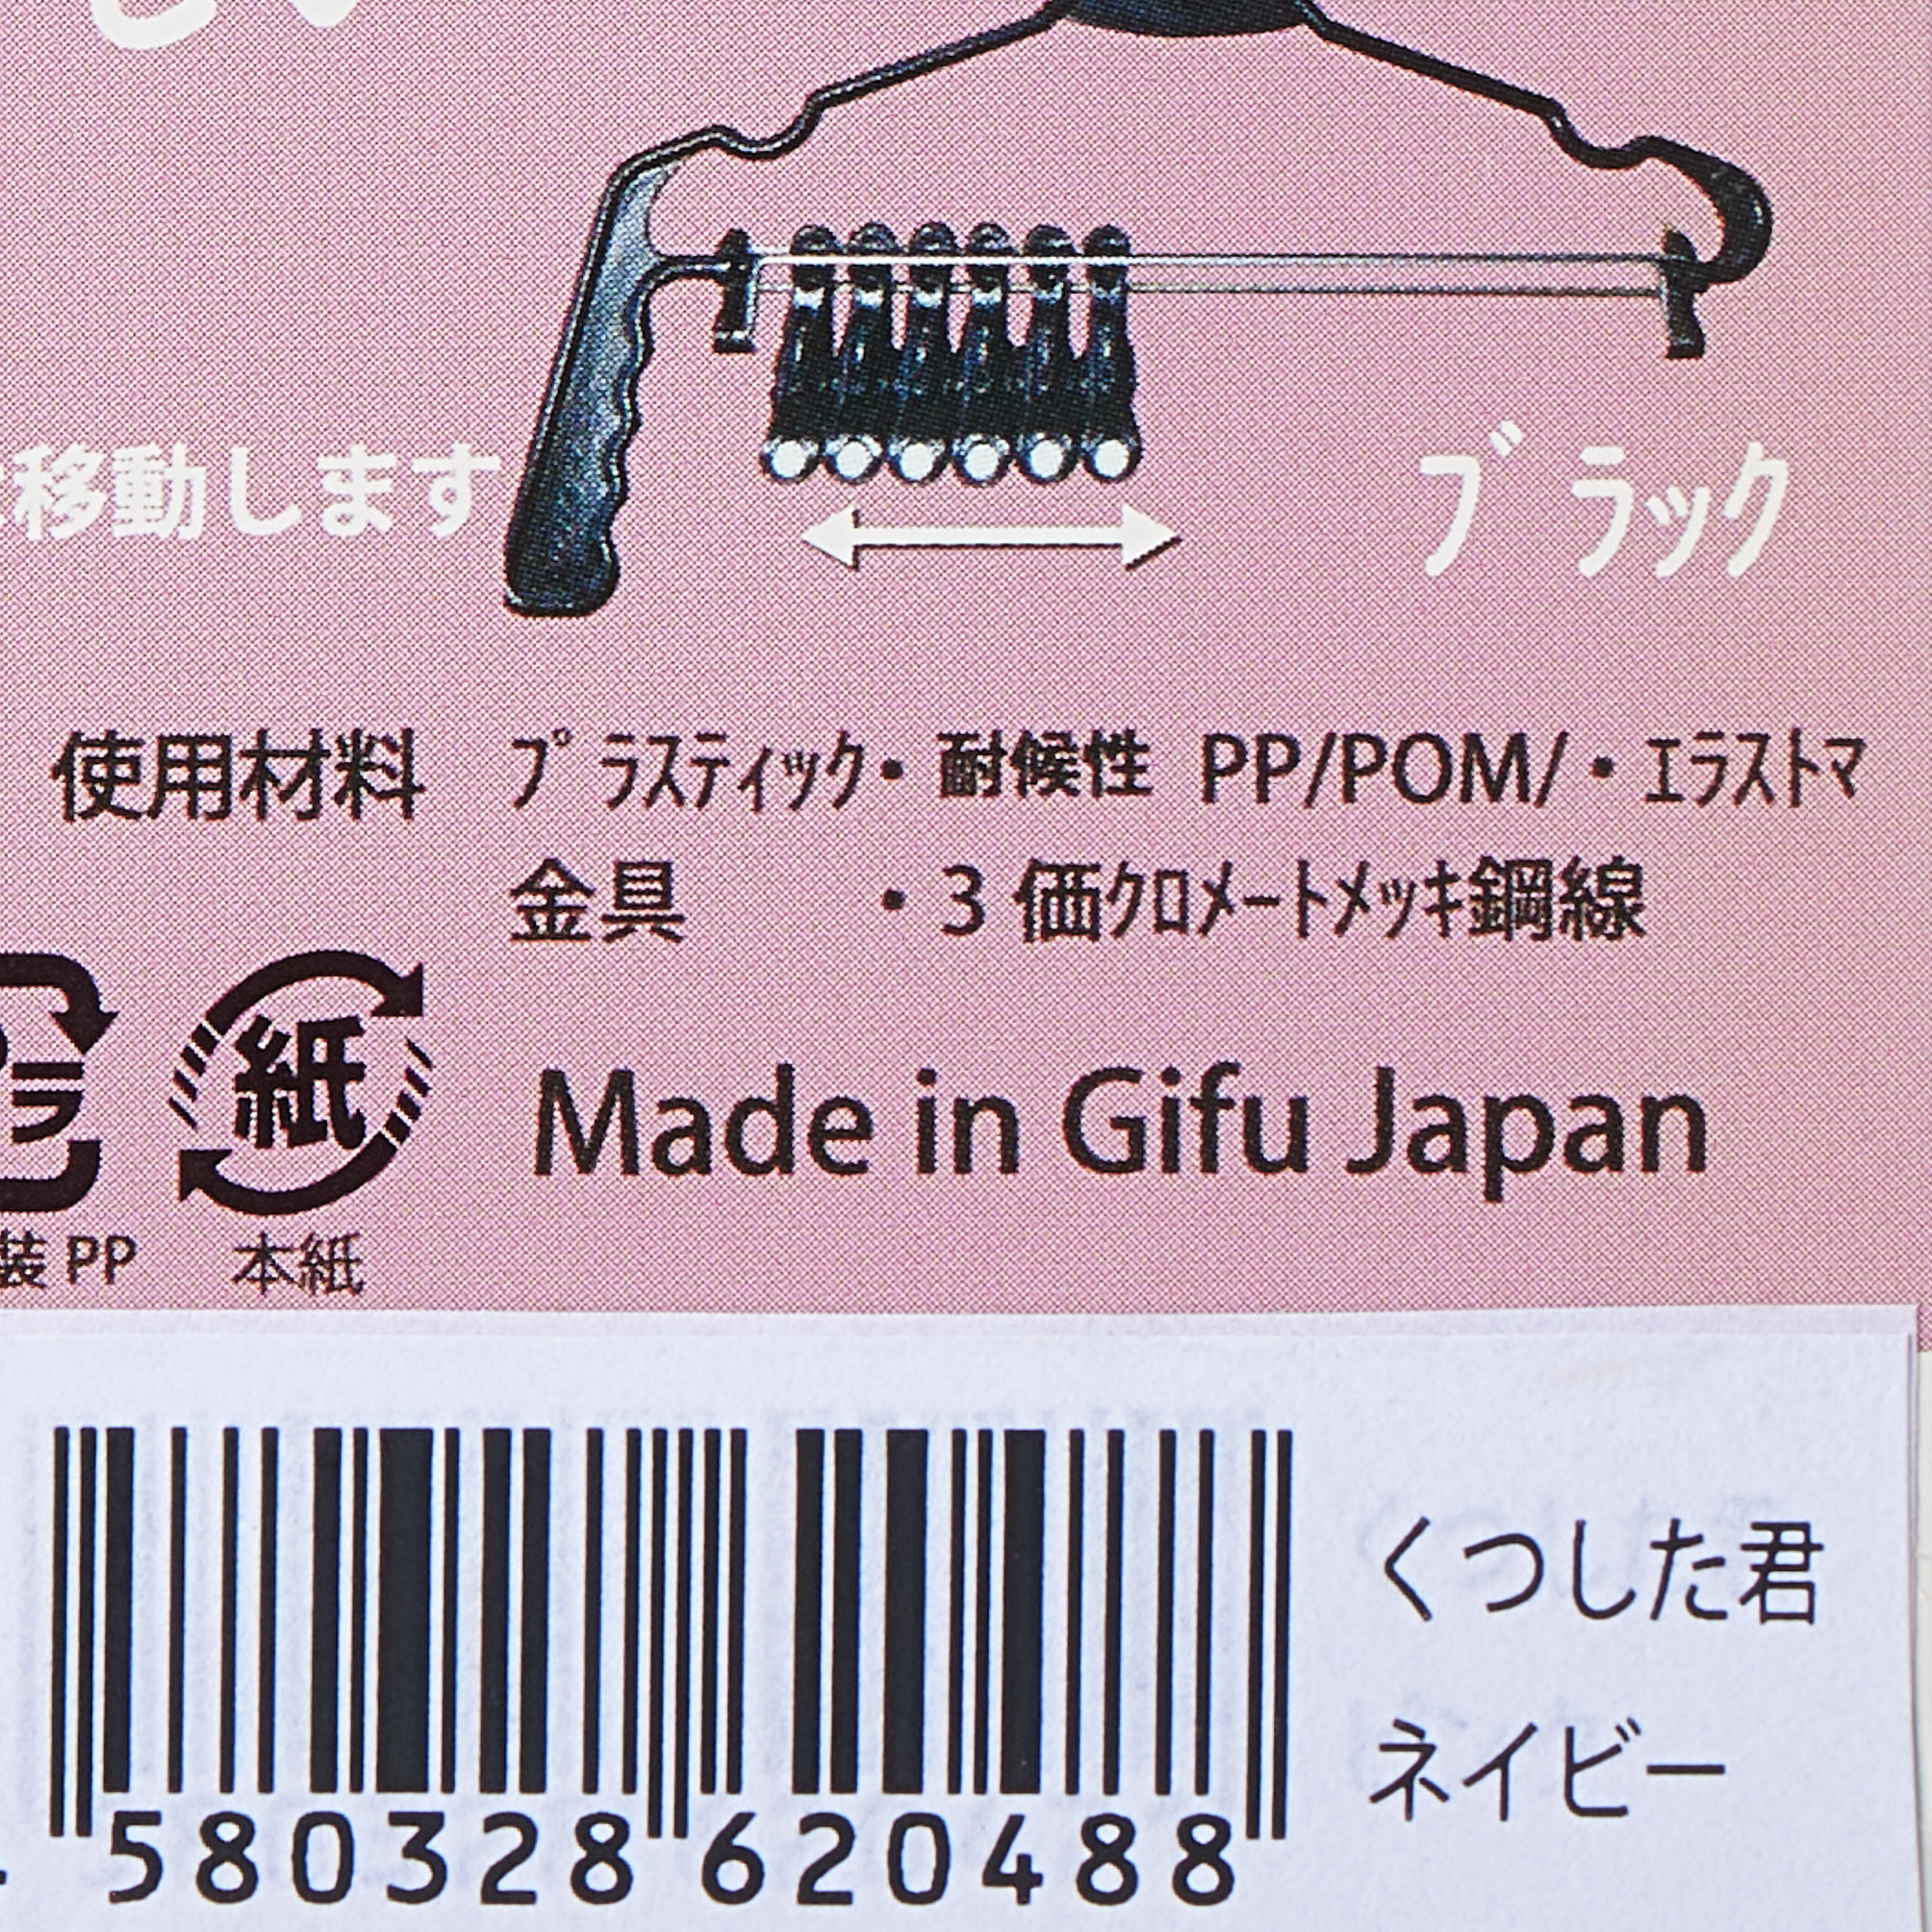 移動します
ブラック
使用材料 プラスティック・耐候性 PP/POM/・エラストマ
金具 ・3価クロメートメッキ鋼線
紙
Made in Gifu Japan
装PP 本紙
くつした君
ネイビー
580328 620488